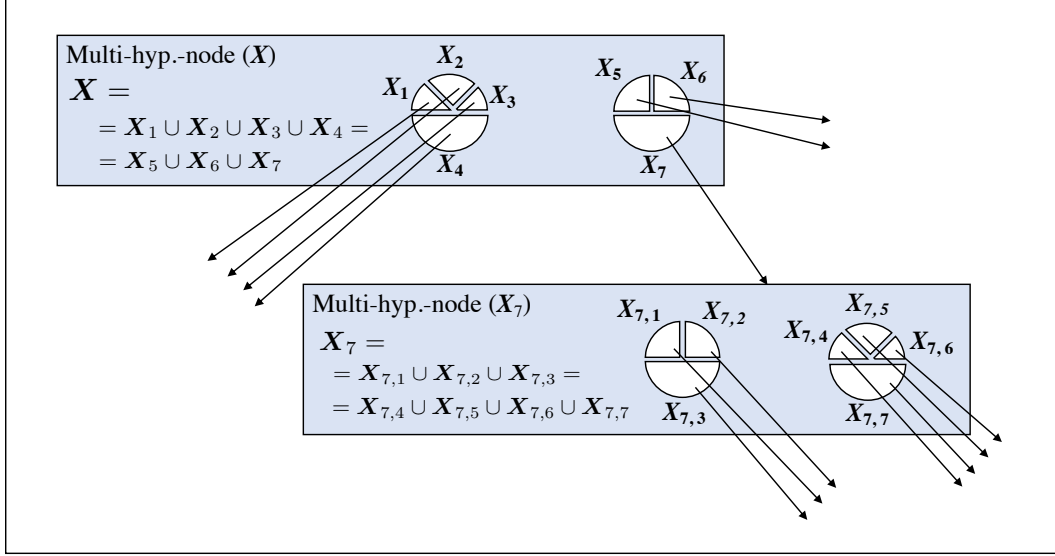 Multi-hyp.-node (X)
X =
= X₁ ∪ X₂ ∪ X₃ ∪ X₄ =
= X₅ ∪ X₆ ∪ X₇
X₁
X₂
X₃
X₄
X₅
X₆
X₇
Multi-hyp.-node (X₇)
X₇ =
= X₇,₁ ∪ X₇,₂ ∪ X₇,₃ =
= X₇,₄ ∪ X₇,₅ ∪ X₇,₆ ∪ X₇,₇
X₇,₁
X₇,₂
X₇,₃
X₇,₄
X₇,₅
X₇,₆
X₇,₇